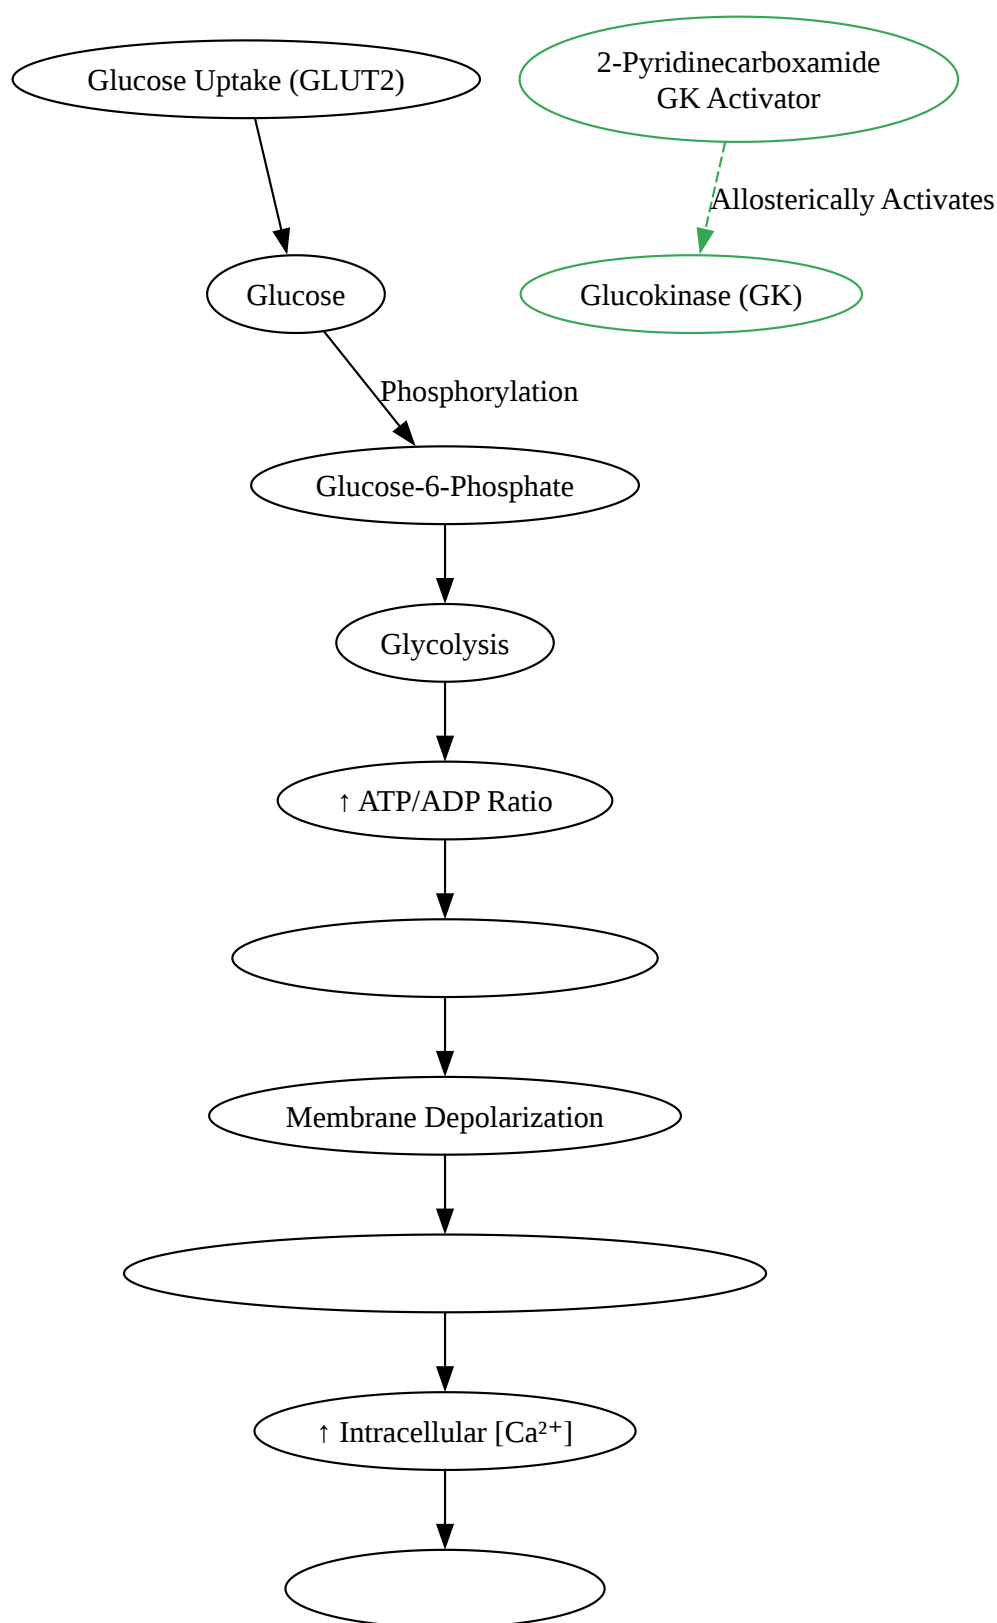 Glucose Uptake (GLUT2)
2-Pyridinecarboxamide
GK Activator
Allosterically Activates
Glucose
Glucokinase (GK)
Phosphorylation
Glucose-6-Phosphate
Glycolysis
↑ ATP/ADP Ratio
Membrane Depolarization
↑ Intracellular [Ca²⁺]